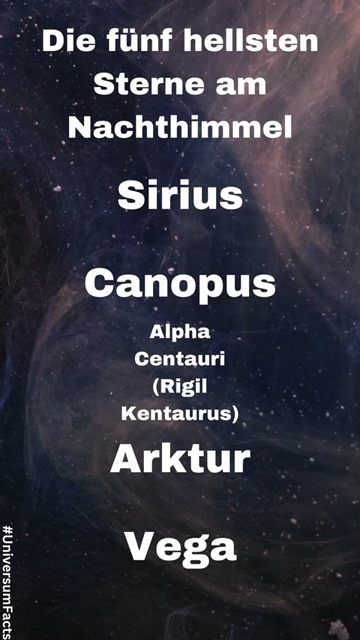 Die fünf hellsten
Sterne am
Nachthimmel
Sirius
Canopus
Alpha
Centauri
(Rigil
Kentaurus)
Arktur
Vega
#UniversumFacts